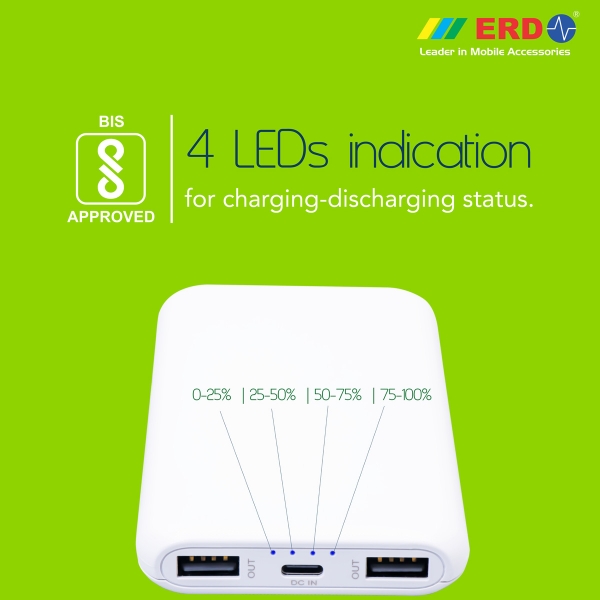 ERD ®
Leader in Mobile Accessories
BIS
APPROVED
4 LEDs indication
for charging-discharging status.
0-25% | 25-50% | 50-75% | 75-100%
OUT
DC IN
OUT